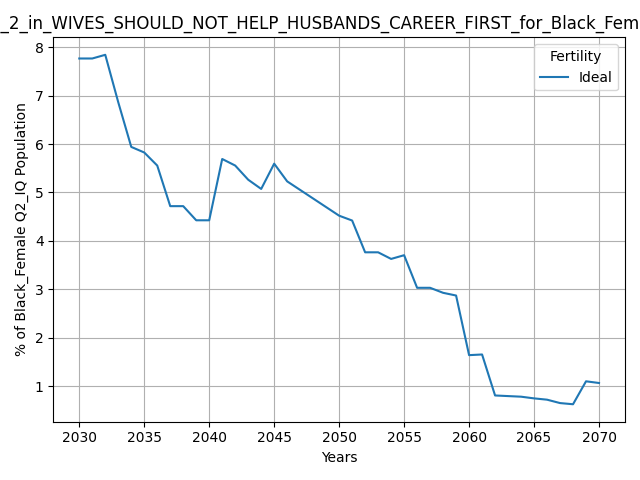 _2_in_WIVES_SHOULD_NOT_HELP_HUSBANDS_CAREER_FIRST_for_Black_Fem
Fertility
Ideal
% of Black_Female Q2_IQ Population
8
7
6
5
4
3
2
1
2030 2035 2040 2045 2050 2055 2060 2065 2070
Years